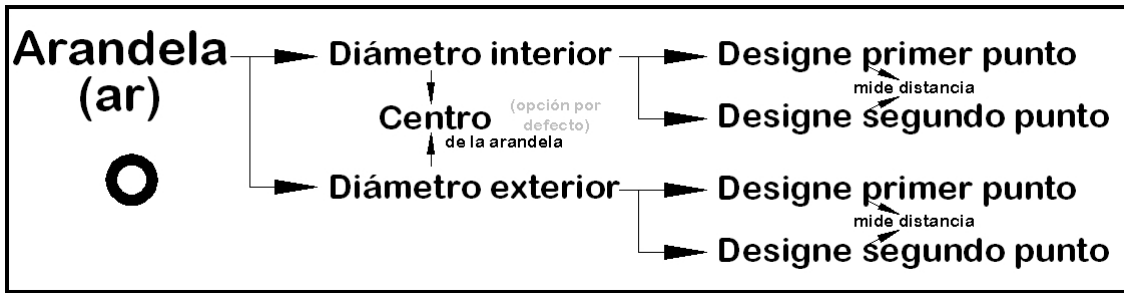 Arandela
(ar)
Diámetro interior
Centro
(opción por
defecto)
de la arandela
Diámetro exterior
Designe primer punto
mide distancia
Designe segundo punto
Designe primer punto
mide distancia
Designe segundo punto